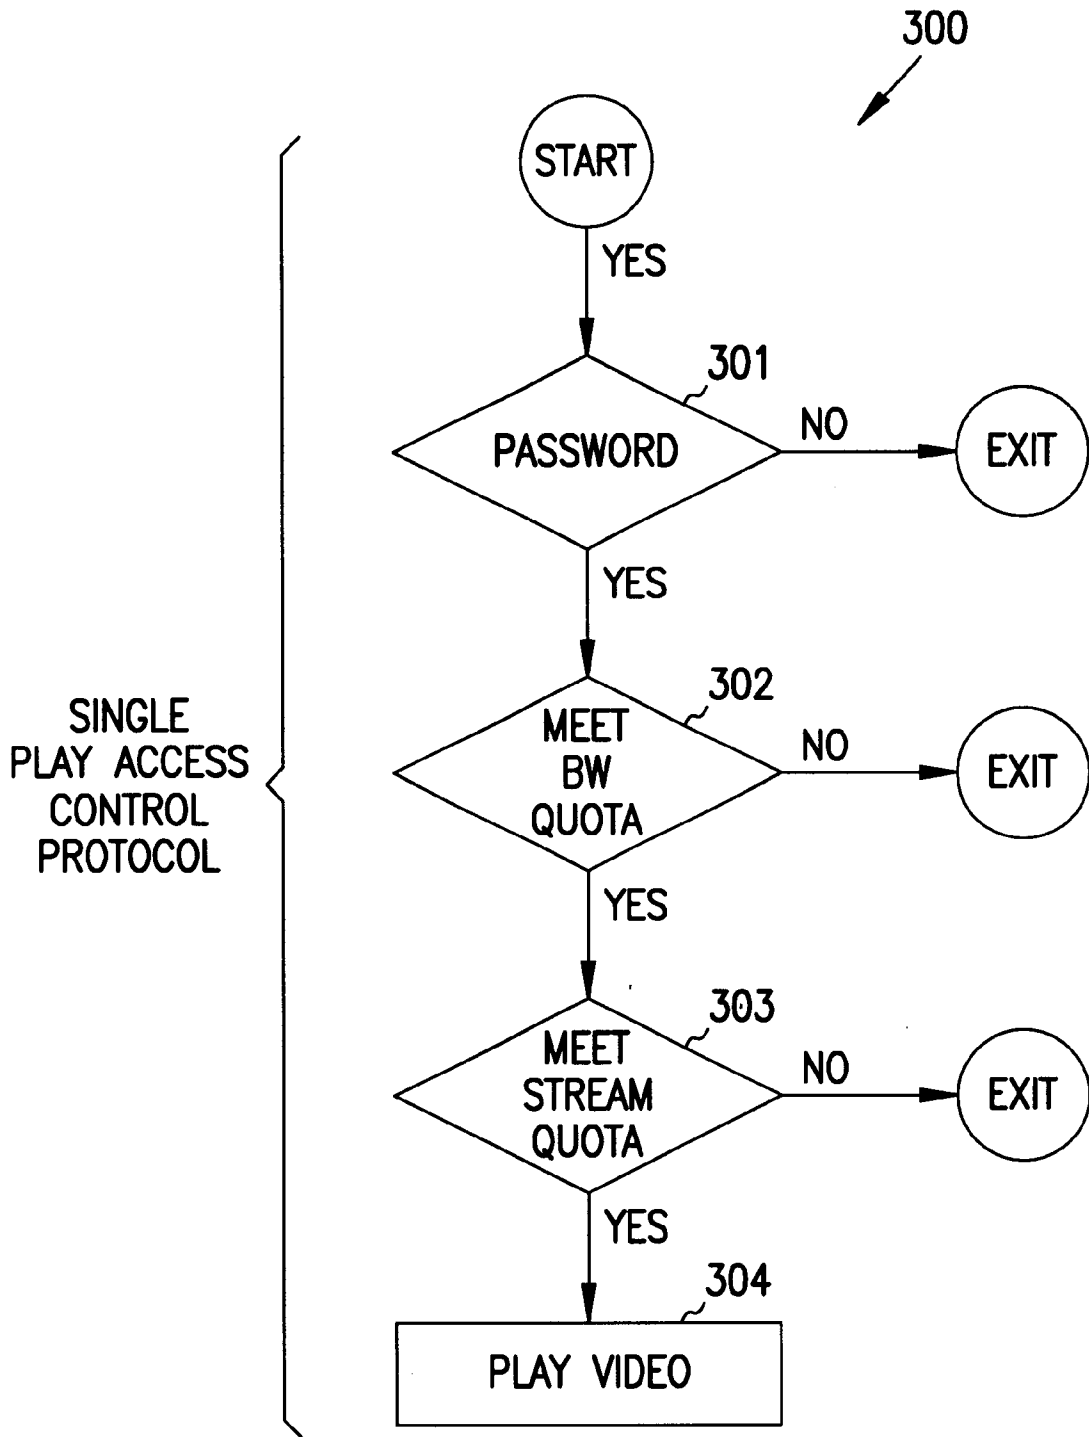 300
START
YES
301
PASSWORD
NO
EXIT
YES
302
MEET
BW
QUOTA
NO
EXIT
SINGLE
PLAY ACCESS
CONTROL
PROTOCOL
YES
303
MEET
STREAM
QUOTA
NO
EXIT
YES
304
PLAY VIDEO